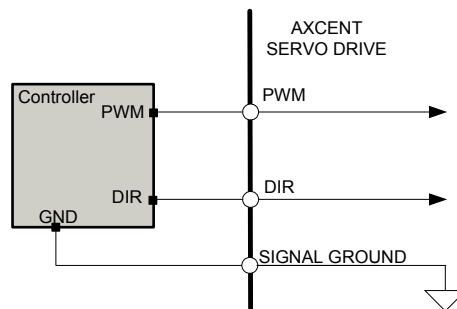 AXCENT
SERVO DRIVE
Controller
PWM
PWM
DIR
DIR
GND
SIGNAL GROUND